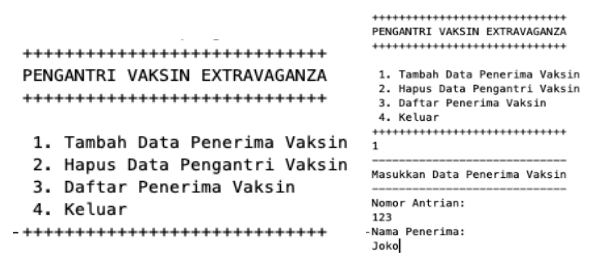 +++++++++++++++++++++++++++++
PENGANTRI VAKSIN EXTRAVAGANZA
+++++++++++++++++++++++++++++
1. Tambah Data Penerima Vaksin
2. Hapus Data Pengantri Vaksin
3. Daftar Penerima Vaksin
4. Keluar
-+++++++++++++++++++++++++++++
+++++++++++++++++++++++++++++
PENGANTRI VAKSIN EXTRAVAGANZA
+++++++++++++++++++++++++++++
1. Tambah Data Penerima Vaksin
2. Hapus Data Pengantri Vaksin
3. Daftar Penerima Vaksin
4. Keluar
+++++++++++++++++++++++++++++
1
-----------------------------
Masukkan Data Penerima Vaksin
-----------------------------
Nomor Antrian:
123
-Nama Penerima:
Joko